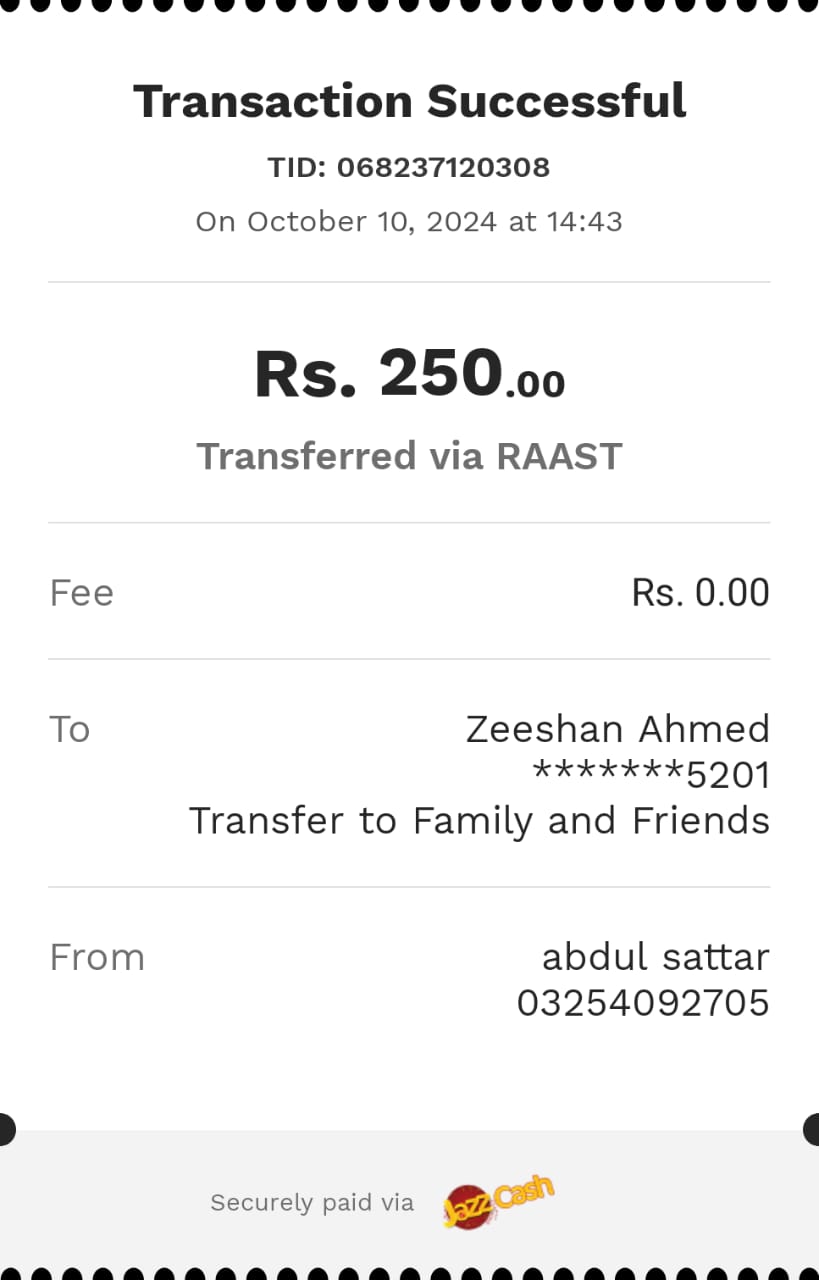 Transaction Successful
TID: 068237120308
On October 10, 2024 at 14:43
Rs. 250.00
Transferred via RAAST
Fee Rs. 0.00
To Zeeshan Ahmed
*******5201
Transfer to Family and Friends
From abdul sattar
03254092705
Securely paid via JazzCash